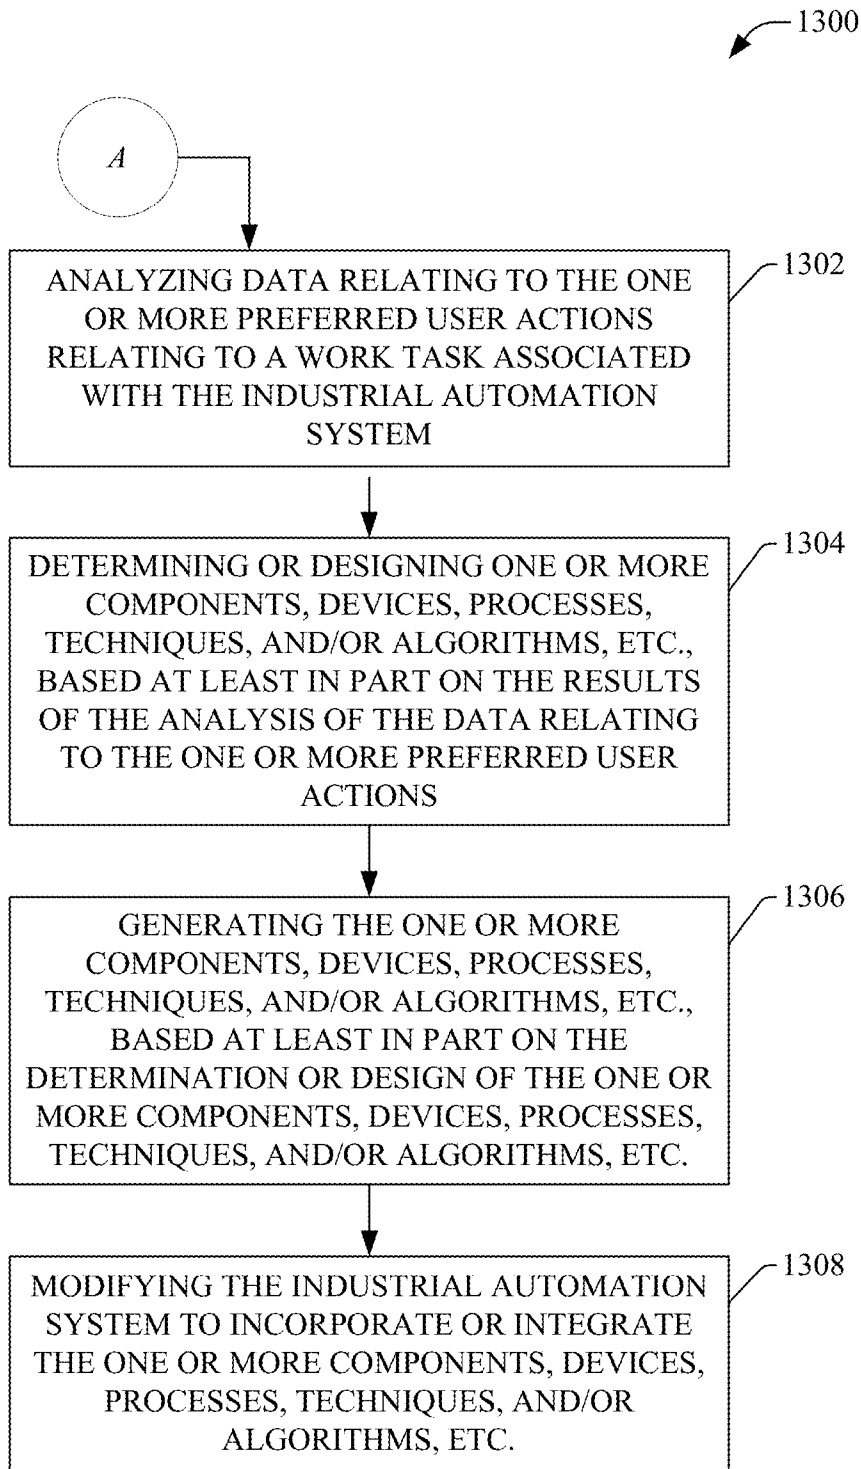 1300
A
1302
ANALYZING DATA RELATING TO THE ONE
OR MORE PREFERRED USER ACTIONS
RELATING TO A WORK TASK ASSOCIATED
WITH THE INDUSTRIAL AUTOMATION
SYSTEM
1304
DETERMINING OR DESIGNING ONE OR MORE
COMPONENTS, DEVICES, PROCESSES,
TECHNIQUES, AND/OR ALGORITHMS, ETC.,
BASED AT LEAST IN PART ON THE RESULTS
OF THE ANALYSIS OF THE DATA RELATING
TO THE ONE OR MORE PREFERRED USER
ACTIONS
1306
GENERATING THE ONE OR MORE
COMPONENTS, DEVICES, PROCESSES,
TECHNIQUES, AND/OR ALGORITHMS, ETC.,
BASED AT LEAST IN PART ON THE
DETERMINATION OR DESIGN OF THE ONE OR
MORE COMPONENTS, DEVICES, PROCESSES,
TECHNIQUES, AND/OR ALGORITHMS, ETC.
1308
MODIFYING THE INDUSTRIAL AUTOMATION
SYSTEM TO INCORPORATE OR INTEGRATE
THE ONE OR MORE COMPONENTS, DEVICES,
PROCESSES, TECHNIQUES, AND/OR
ALGORITHMS, ETC.